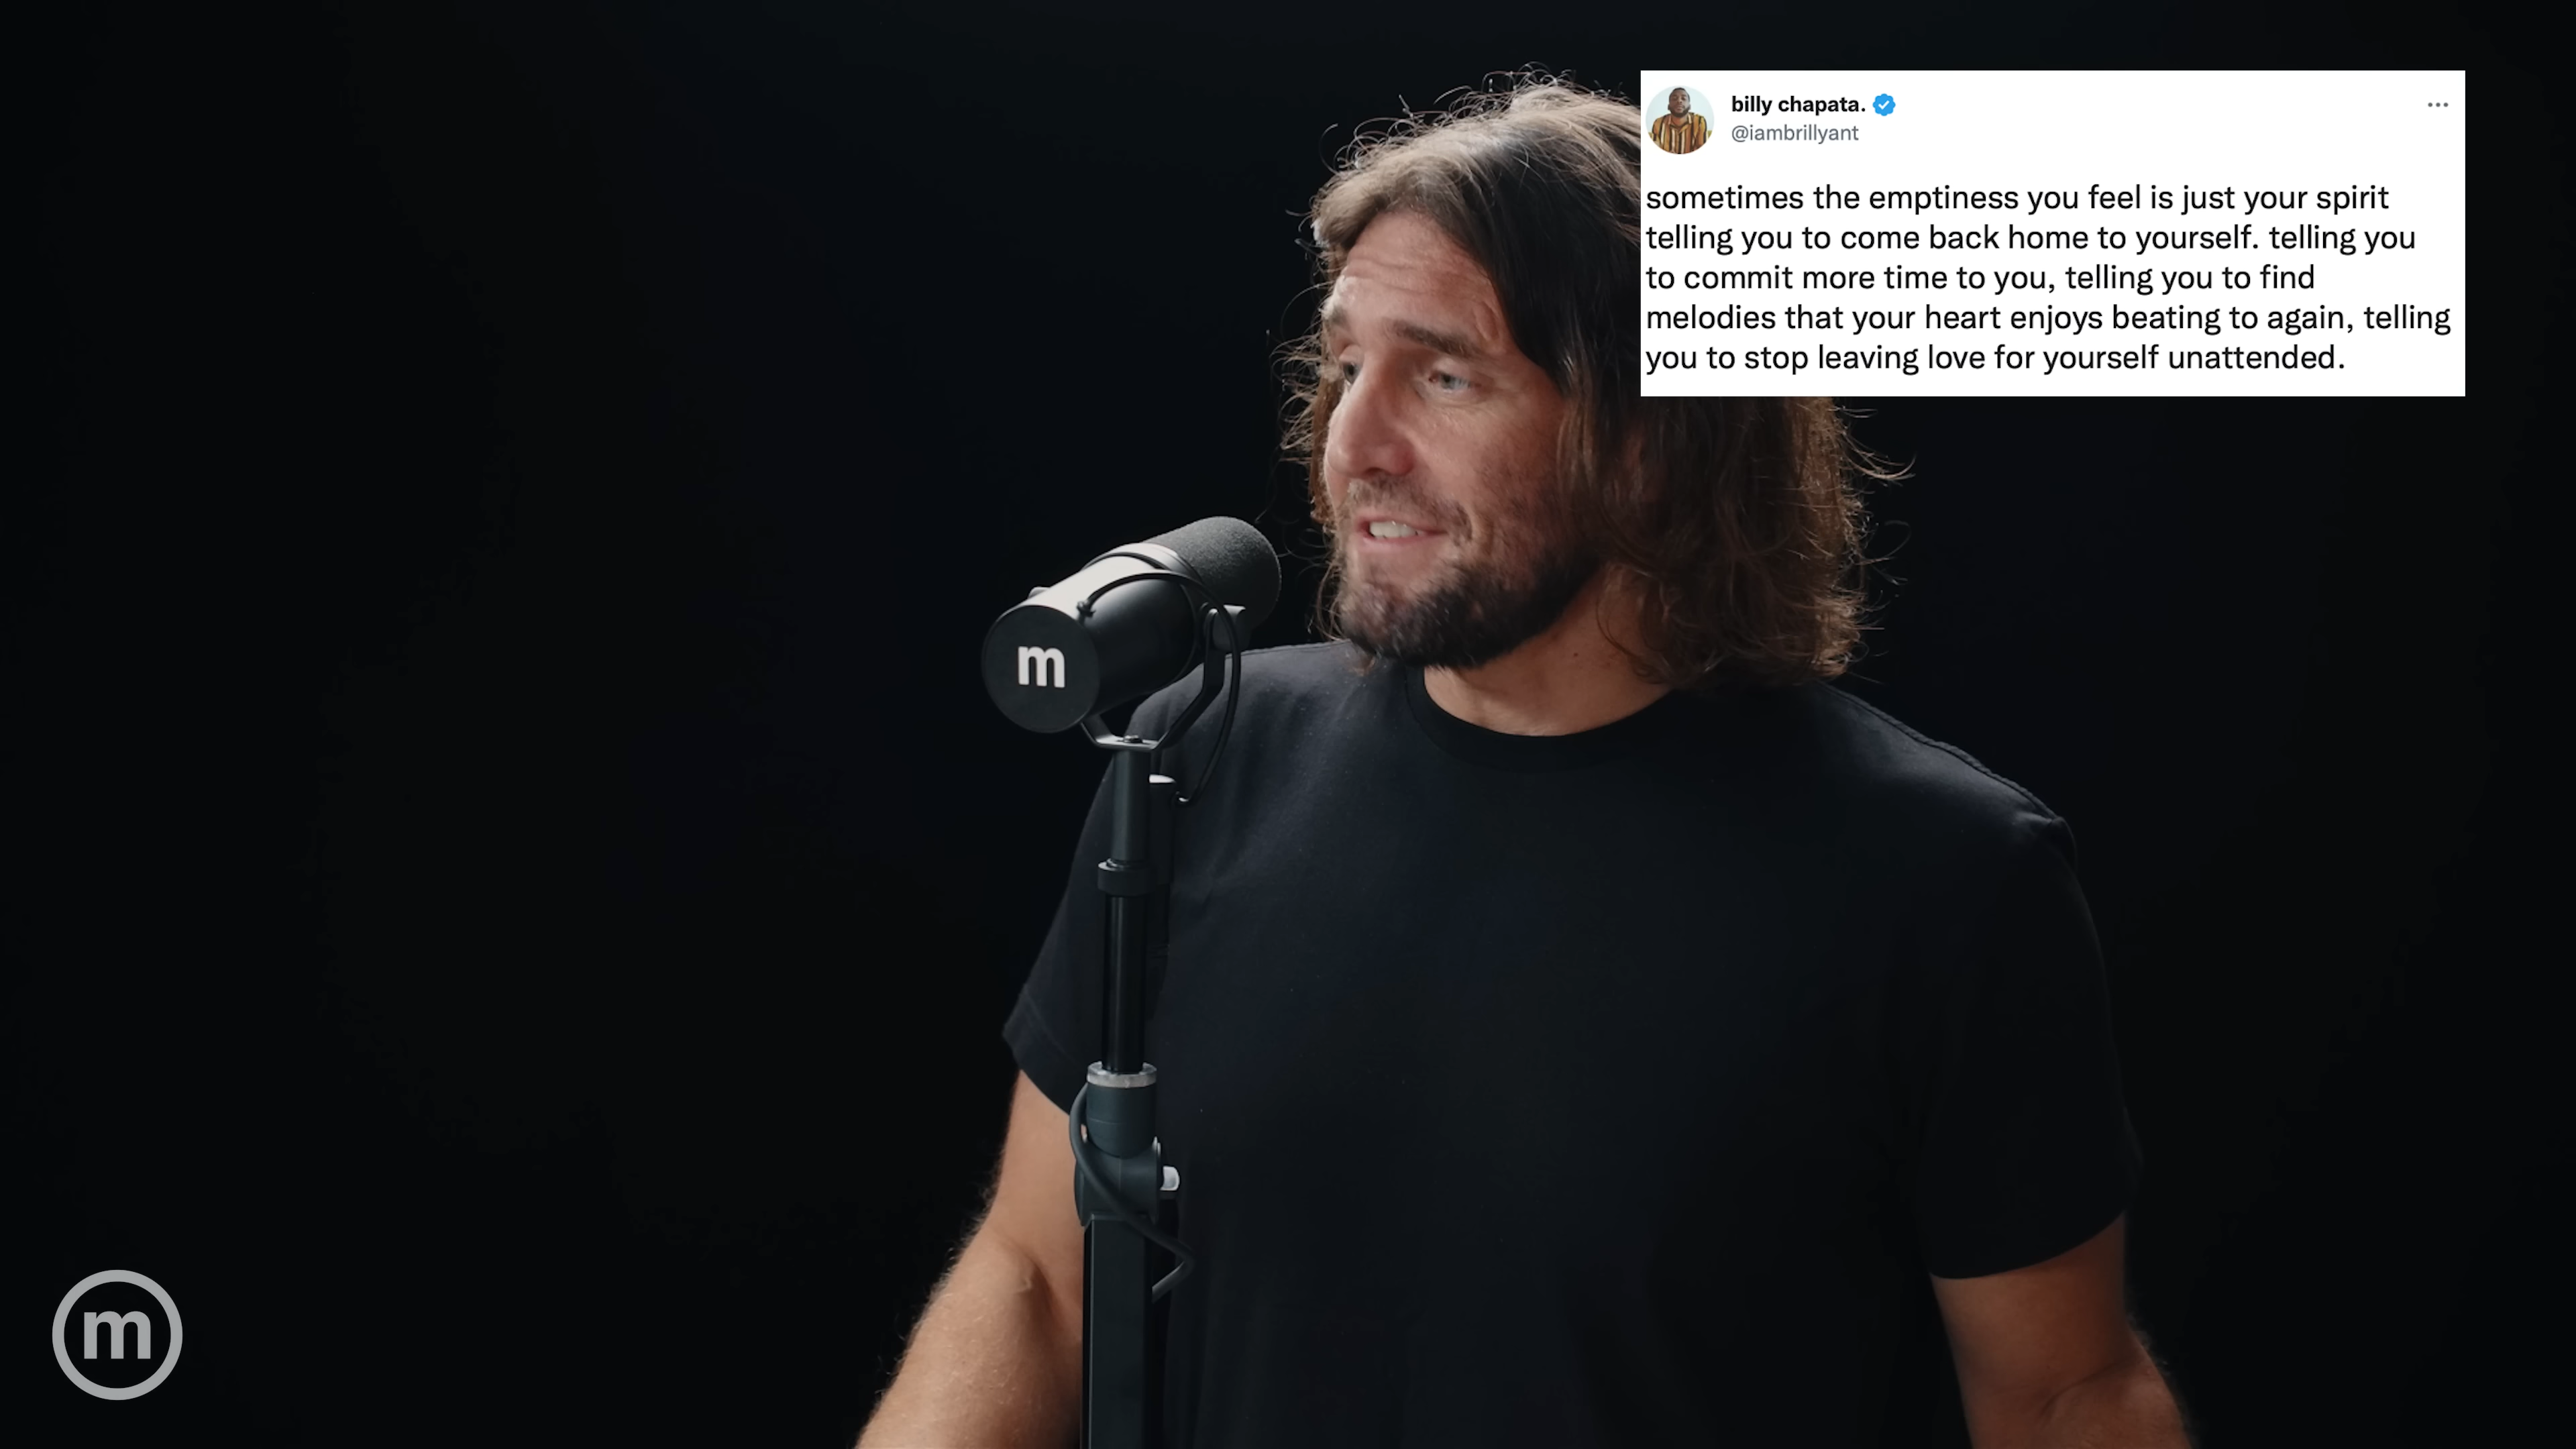 billy chapata.
@iambrillyant
sometimes the emptiness you feel is just your spirit
telling you to come back home to yourself. telling you
to commit more time to you, telling you to find
melodies that your heart enjoys beating to again, telling
you to stop leaving love for yourself unattended.
m
m